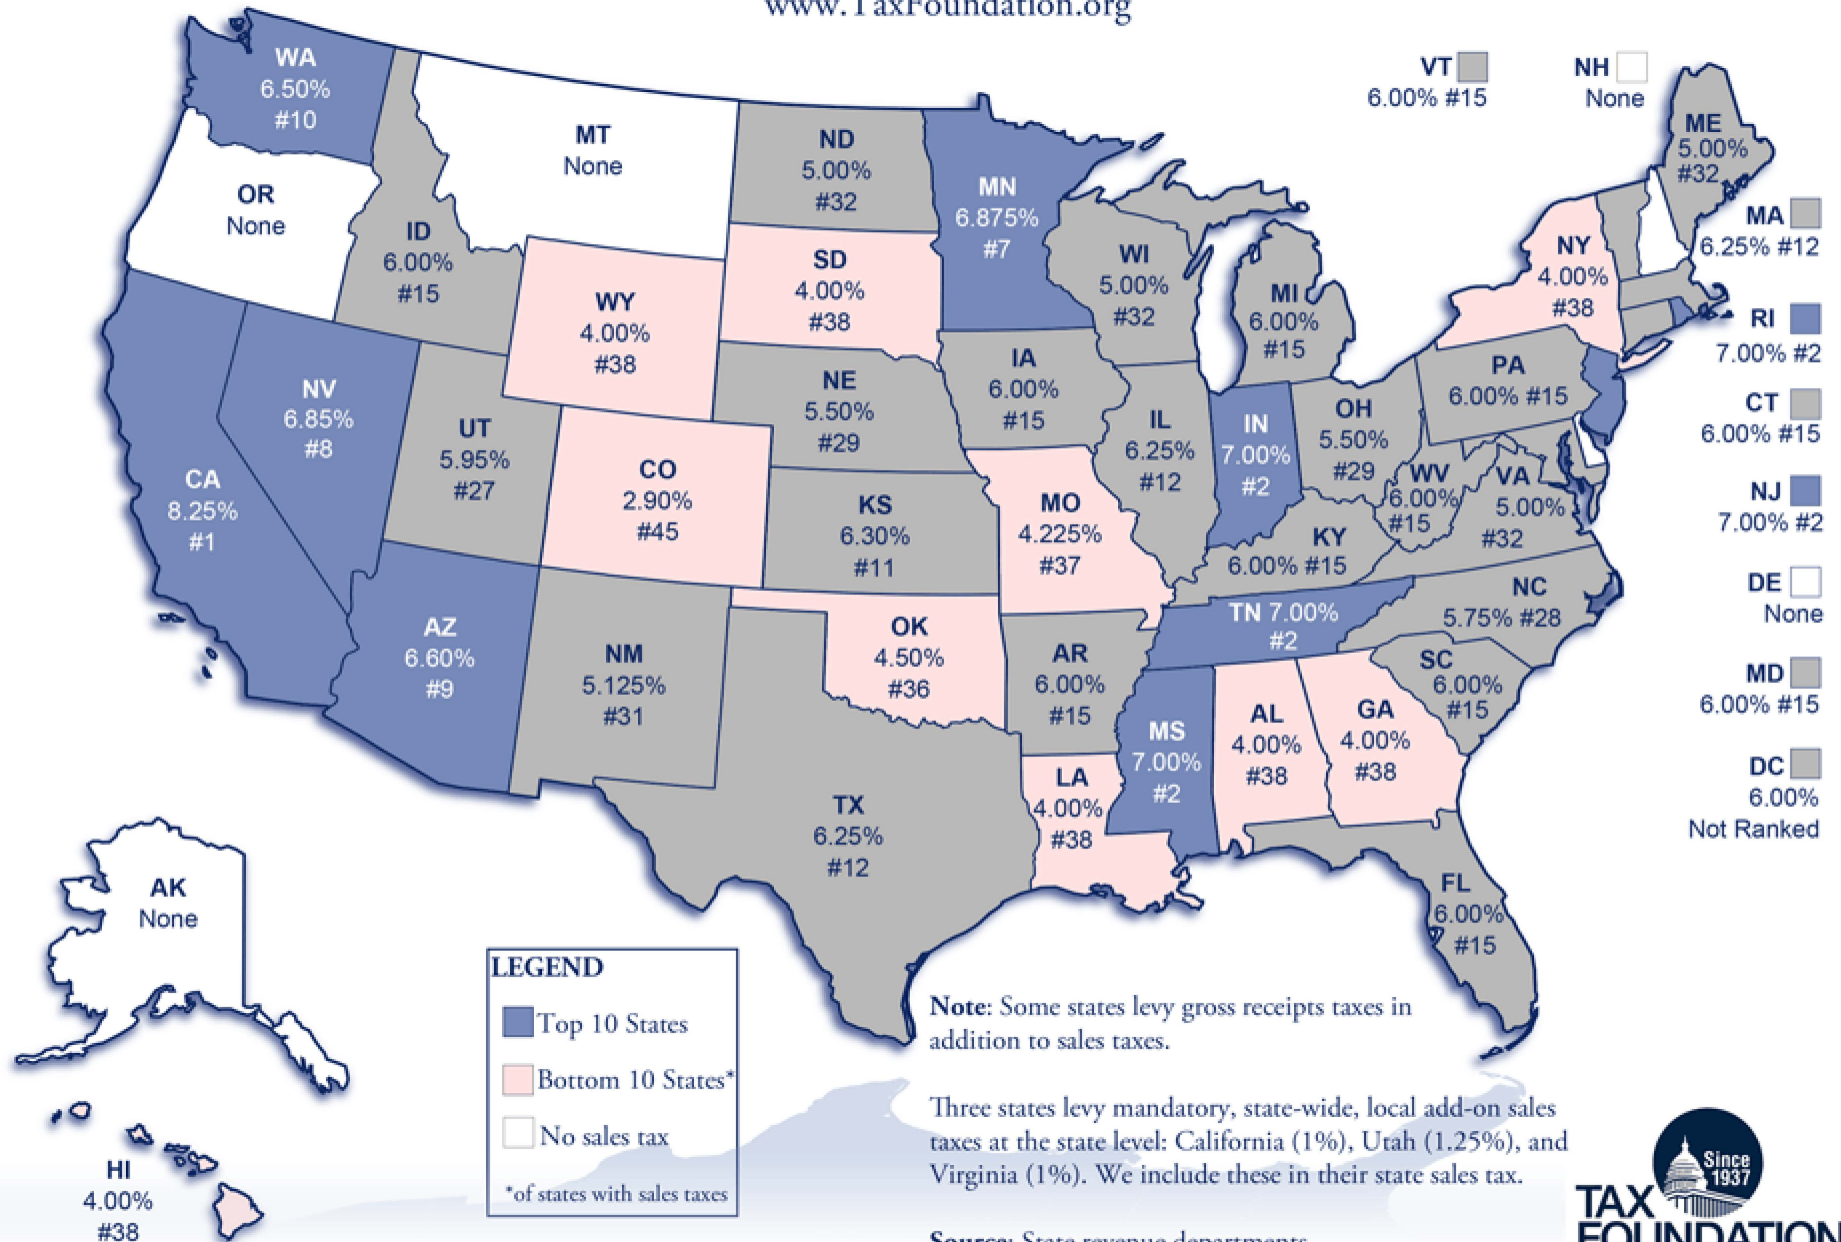 www.TaxFoundation.org
WA
6.50%
#10
MT
None
ND
5.00%
#32
MN
6.875%
#7
VT
6.00% #15
NH
None
ME
5.00%
#32
OR
None
ID
6.00%
#15
WY
4.00%
#38
SD
4.00%
#38
WI
5.00%
#32
MI
6.00%
#15
NY
4.00%
#38
MA
6.25% #12
RI
7.00% #2
CT
6.00% #15
NJ
7.00% #2
DE
None
MD
6.00% #15
DC
6.00%
Not Ranked
CA
8.25%
#1
NV
6.85%
#8
UT
5.95%
#27
CO
2.90%
#45
NE
5.50%
#29
IA
6.00%
#15
KS
6.30%
#11
MO
4.225%
#37
IL
6.25%
#12
IN
7.00%
#2
OH
5.50%
#29
PA
6.00% #15
WV
6.00%
#15
VA
5.00%
#32
KY
6.00% #15
TN 7.00%
#2
NC
5.75% #28
SC
6.00%
#15
AZ
6.60%
#9
NM
5.125%
#31
OK
4.50%
#36
AR
6.00%
#15
MS
7.00%
#2
AL
4.00%
#38
GA
4.00%
#38
TX
6.25%
#12
LA
4.00%
#38
FL
6.00%
#15
AK
None
HI
4.00%
#38
LEGEND
Top 10 States
Bottom 10 States*
No sales tax
*of states with sales taxes
Note: Some states levy gross receipts taxes in
addition to sales taxes.
Three states levy mandatory, state-wide, local add-on sales
taxes at the state level: California (1%), Utah (1.25%), and
Virginia (1%). We include these in their state sales tax.
Source: State revenue departments
Since
1937
TAX
FOUNDATION